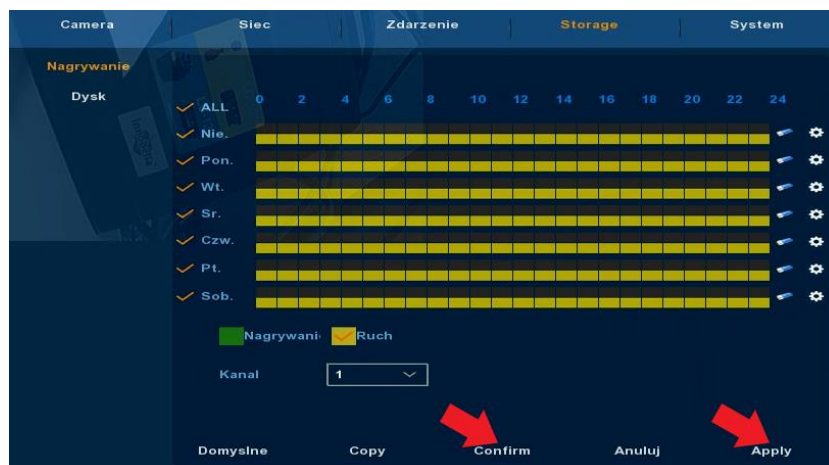 Camera Siec Zdarzenie Storage System
Nagrywanie
Dysk
ALL 0 2 4 6 8 10 12 14 16 18 20 22 24
Nie.
Pon.
Wt.
Sr.
Czw.
Pt.
Sob.
Nagrywani Ruch
Kanal 1
Domyslne Copy Confirm Anuluj Apply